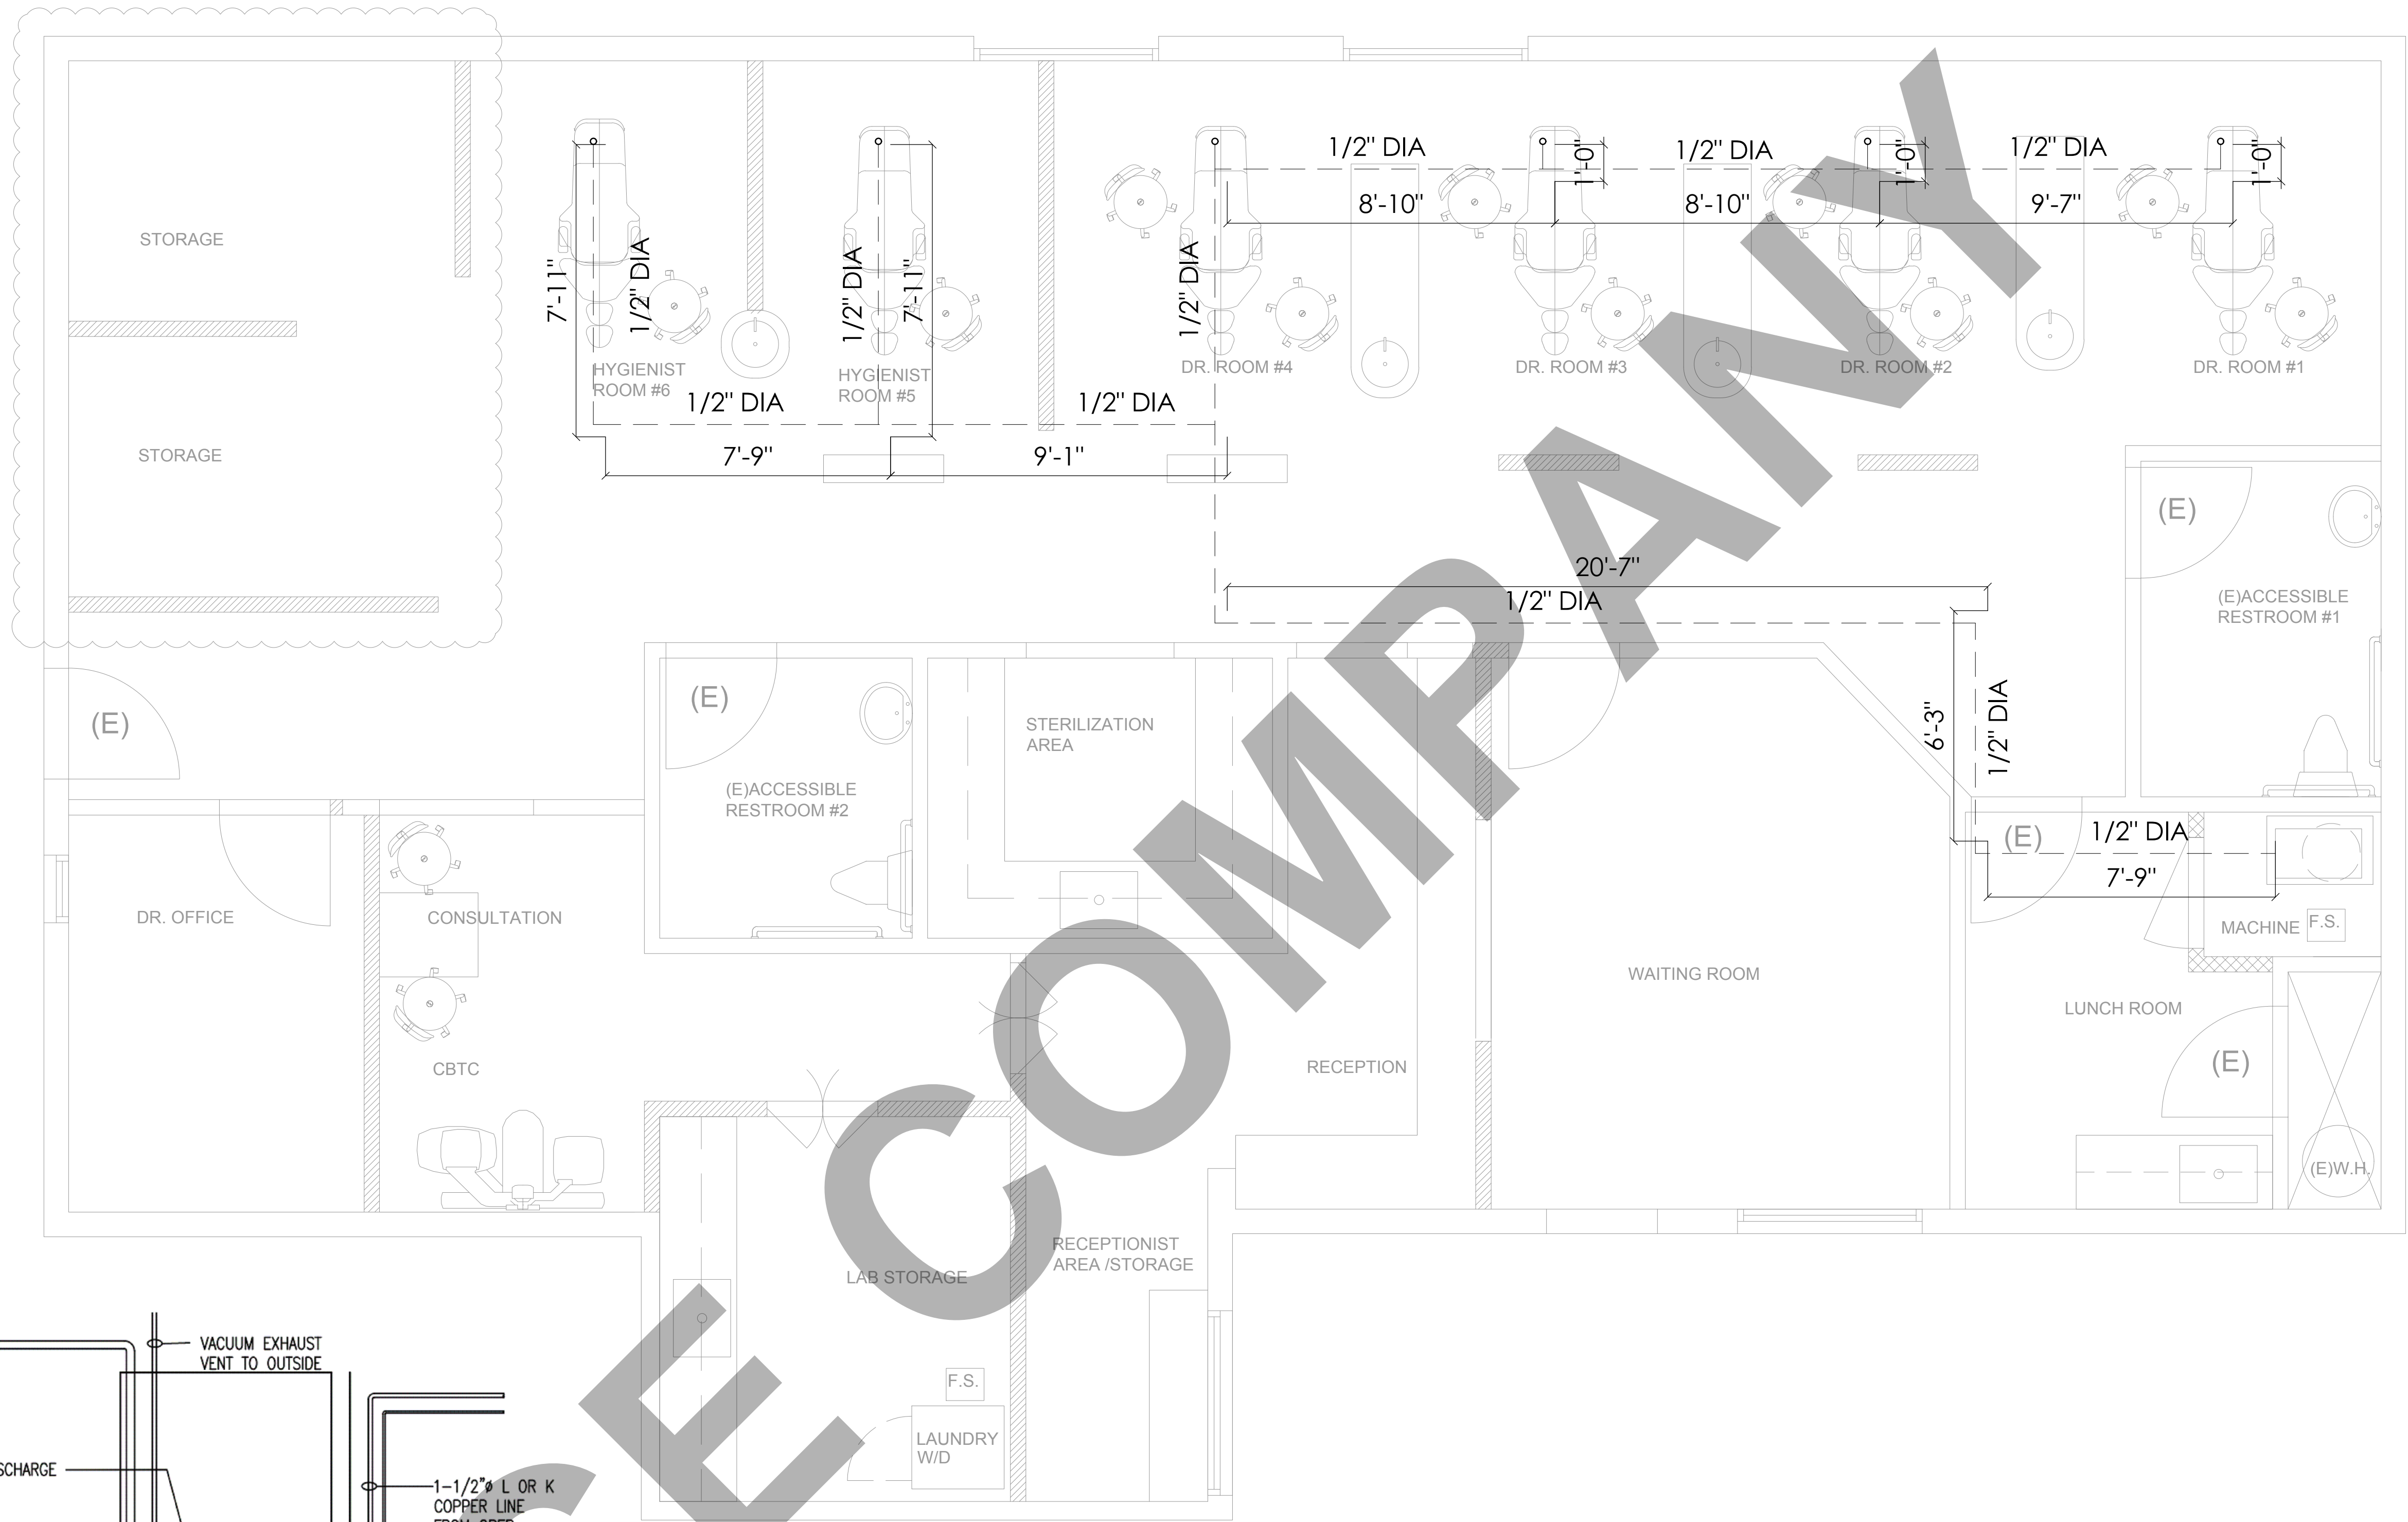 1/2" DIA
1/2" DIA
1/2" DIA
1'-0"
1'-0"
1'-0"
8'-10"
8'-10"
9'-7"
STORAGE
7'-11"
1/2" DIA
1/2" DIA
7'-11"
1/2" DIA
HYGIENIST
ROOM #6
HYGIENIST
ROOM #5
DR. ROOM #4
DR. ROOM #3
DR. ROOM #2
DR. ROOM #1
1/2" DIA
1/2" DIA
STORAGE
7'-9"
9'-1"
(E)
20'-7"
1/2" DIA
(E)ACCESSIBLE
RESTROOM #1
(E)
(E)
STERILIZATION
AREA
6'-3"
1/2" DIA
(E)ACCESSIBLE
RESTROOM #2
(E)
1/2" DIA
7'-9"
DR. OFFICE
CONSULTATION
MACHINE
F.S.
WAITING ROOM
LUNCH ROOM
CBTC
RECEPTION
(E)
(E)W.H.
RECEPTIONIST
AREA /STORAGE
LAB STORAGE
F.S.
LAUNDRY
W/D
VACUUM EXHAUST
VENT TO OUTSIDE
SCHARGE
1-1/2"ø L OR K
COPPER LINE
E COMPANY